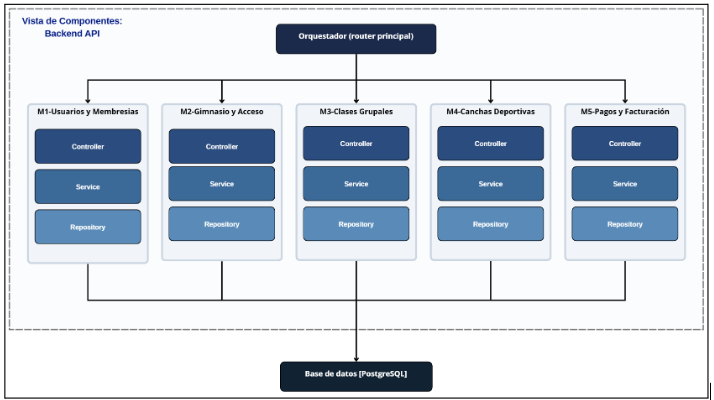 Vista de Componentes:
Backend API
Orquestador (router principal)
M1-Usuarios y Membresias
Controller
Service
Repository
M2-Gimnasio y Acceso
Controller
Service
Repository
M3-Clases Grupales
Controller
Service
Repository
M4-Canchas Deportivas
Controller
Service
Repository
M5-Pagos y Facturación
Controller
Service
Repository
Base de datos [PostgreSQL]